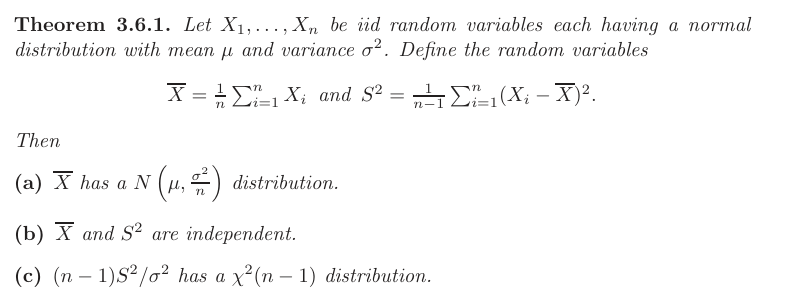 Theorem 3.6.1. Let X₁, . . . , Xₙ be iid random variables each having a normal
distribution with mean μ and variance σ². Define the random variables
X̅ = 1/n ∑ⁿᵢ₌₁ Xᵢ and S² = 1/(n−1) ∑ⁿᵢ₌₁(Xᵢ − X̅)².
Then
(a) X̅ has a N (μ, σ²/n) distribution.
(b) X̅ and S² are independent.
(c) (n − 1)S²/σ² has a χ²(n − 1) distribution.